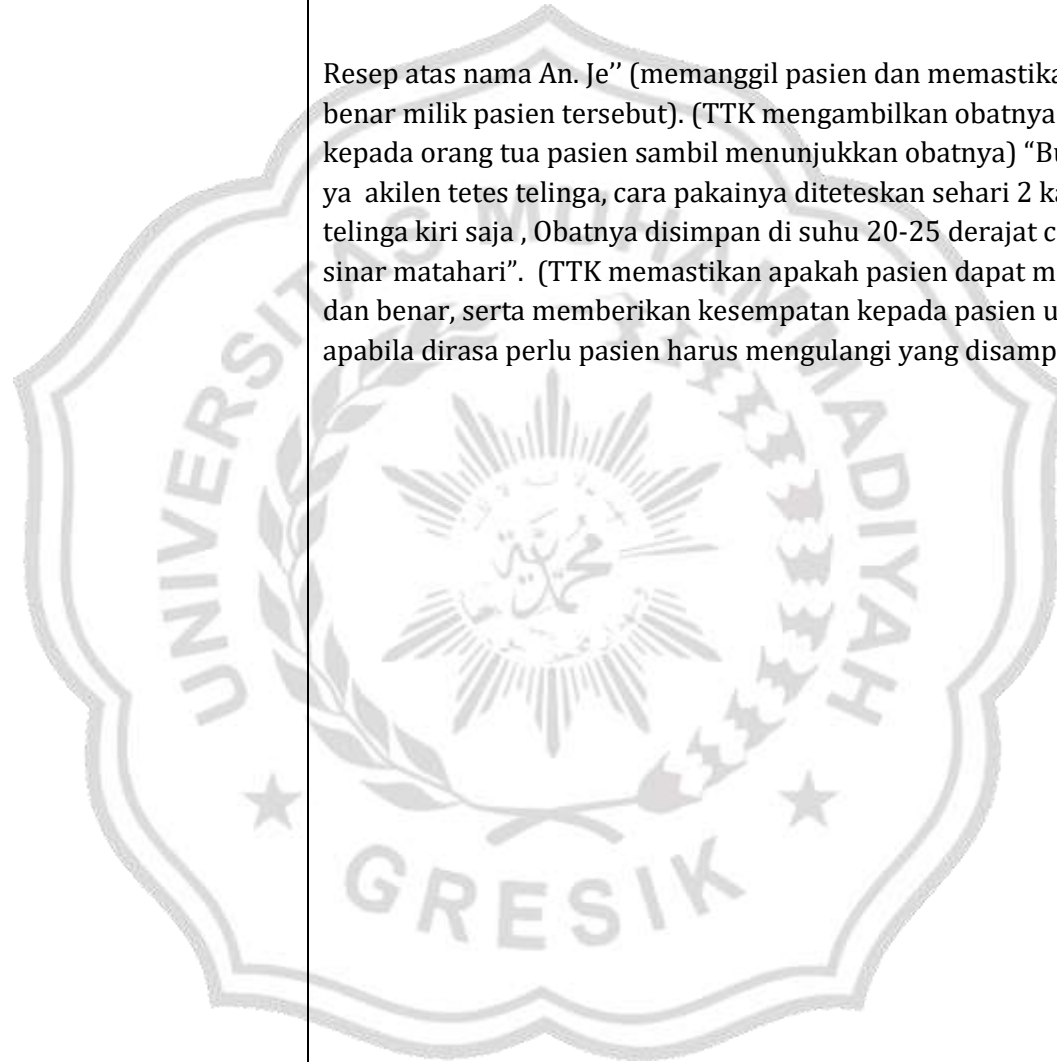 Resep atas nama An. Je’’ (memanggil pasien dan memastika
benar milik pasien tersebut). (TTK mengambilkan obatnya
kepada orang tua pasien sambil menunjukkan obatnya) “Bu
ya akilen tetes telinga, cara pakainya diteteskan sehari 2 ka
telinga kiri saja , Obatnya disimpan di suhu 20-25 derajat c
sinar matahari”. (TTK memastikan apakah pasien dapat m
dan benar, serta memberikan kesempatan kepada pasien u
apabila dirasa perlu pasien harus mengulangi yang disamp
UNIVERSITAS MUHAMMADIYAH
GRESIK